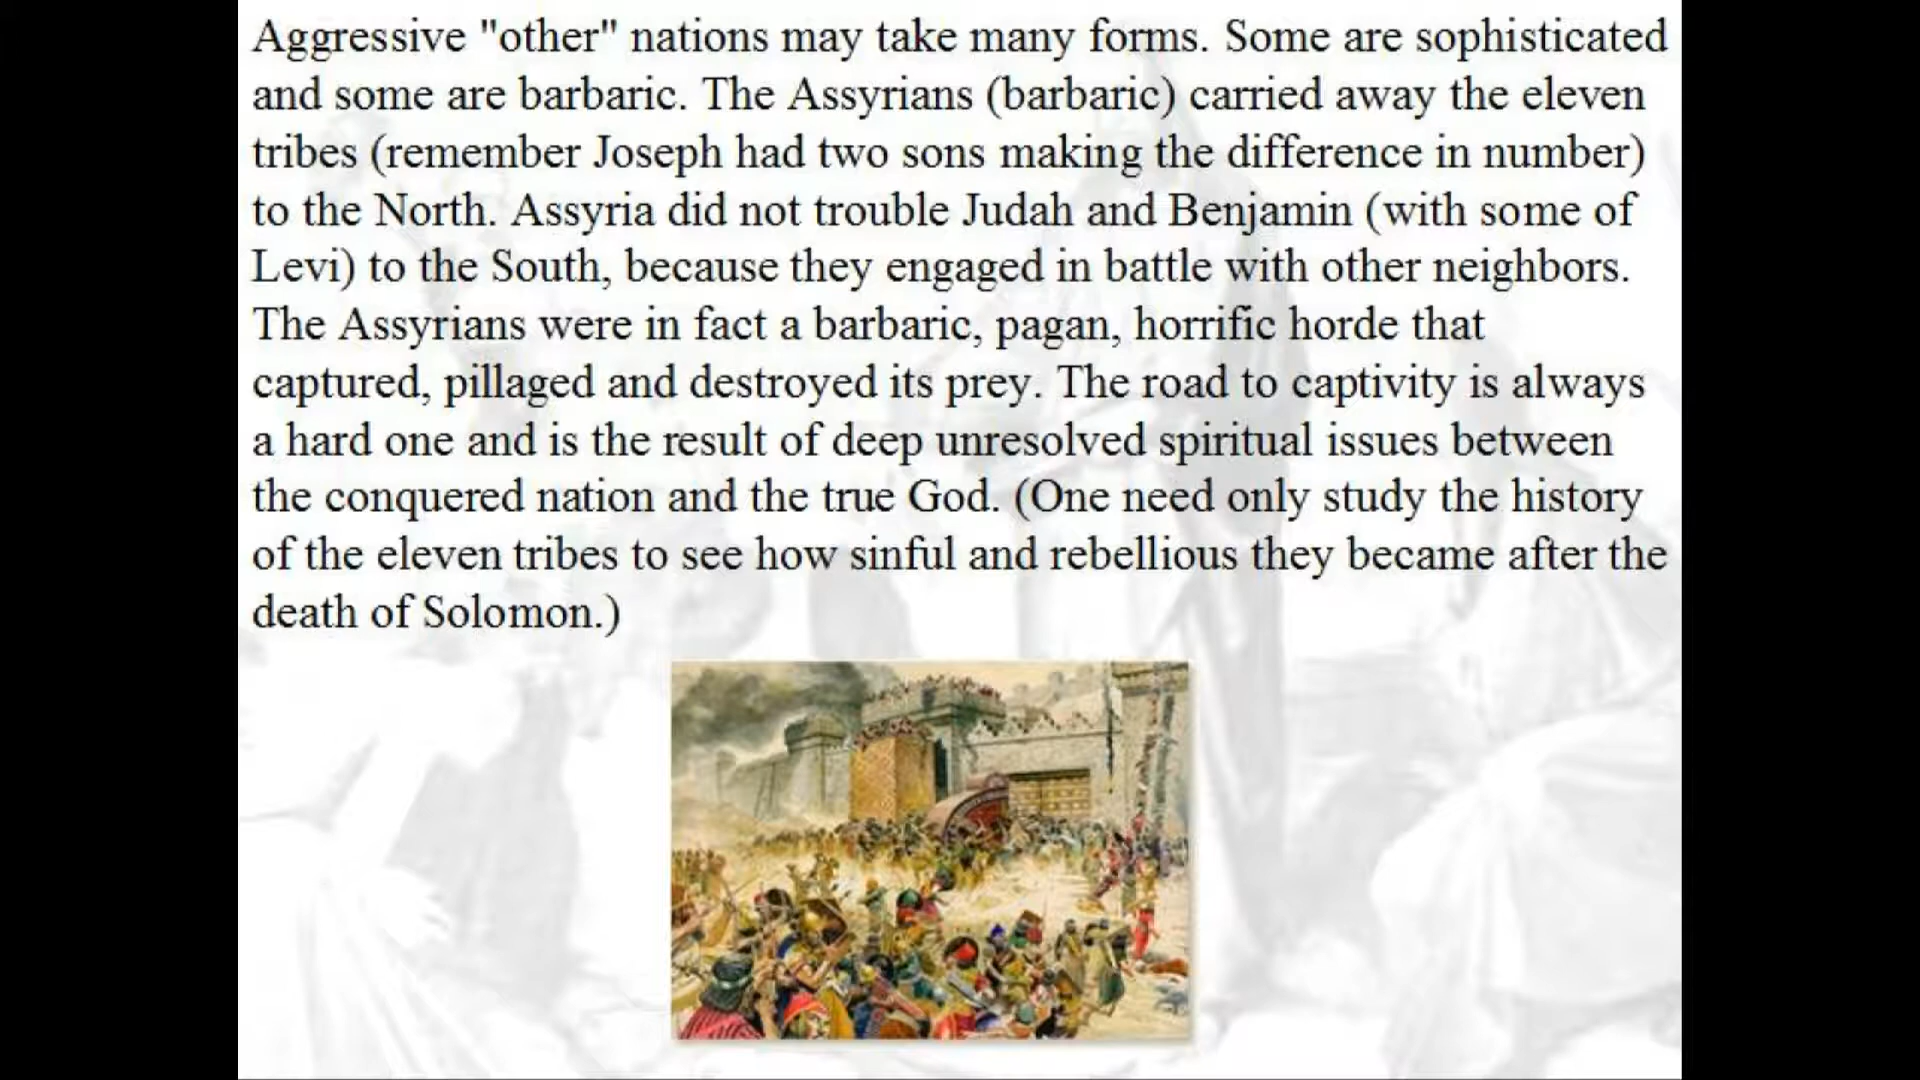 Aggressive "other" nations may take many forms. Some are sophisticated
and some are barbaric. The Assyrians (barbaric) carried away the eleven
tribes (remember Joseph had two sons making the difference in number)
to the North. Assyria did not trouble Judah and Benjamin (with some of
Levi) to the South, because they engaged in battle with other neighbors.
The Assyrians were in fact a barbaric, pagan, horrific horde that
captured, pillaged and destroyed its prey. The road to captivity is always
a hard one and is the result of deep unresolved spiritual issues between
the conquered nation and the true God. (One need only study the history
of the eleven tribes to see how sinful and rebellious they became after the
death of Solomon.)